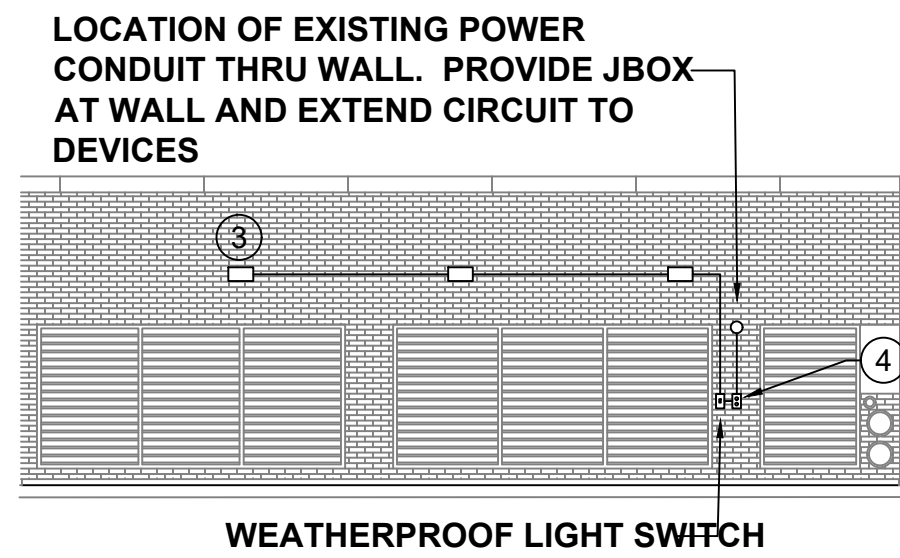 LOCATION OF EXISTING POWER
CONDUIT THRU WALL. PROVIDE JBOX
AT WALL AND EXTEND CIRCUIT TO
DEVICES
3
4
WEATHERPROOF LIGHT SWITCH